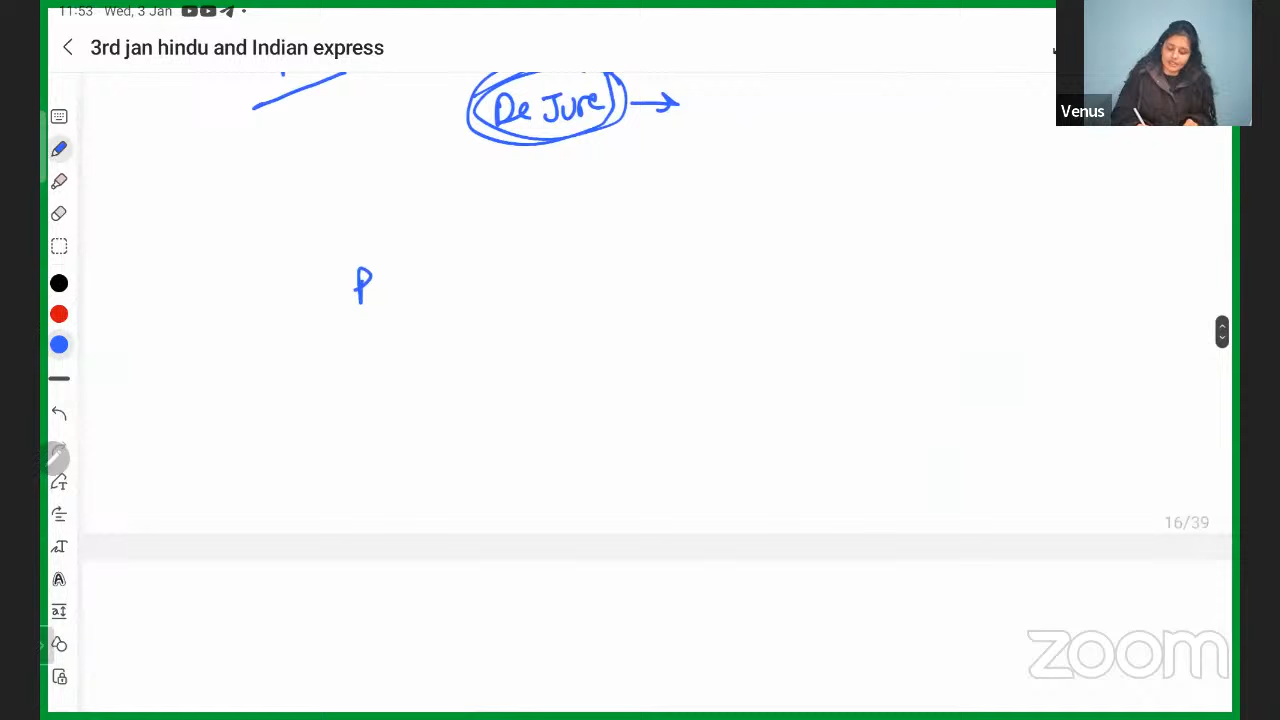 11:53 Wed, 3 Jan
3rd jan hindu and Indian express
Venus
De Jure →
P
16/39
zoom